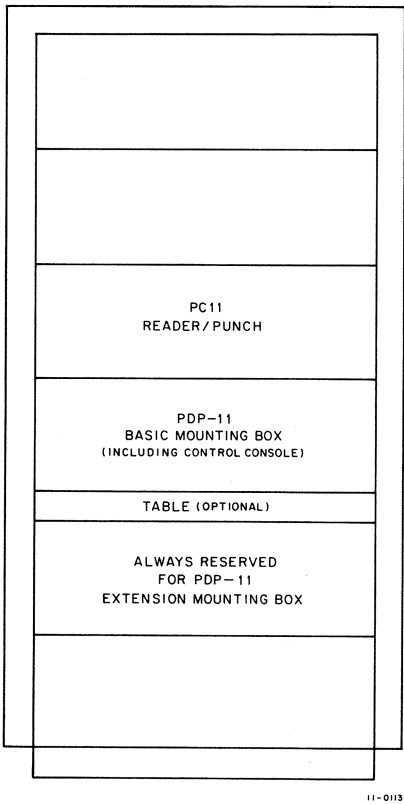 PC11
READER/PUNCH
PDP-11
BASIC MOUNTING BOX
(INCLUDING CONTROL CONSOLE)
TABLE (OPTIONAL)
ALWAYS RESERVED
FOR PDP-11
EXTENSION MOUNTING BOX
11-0113